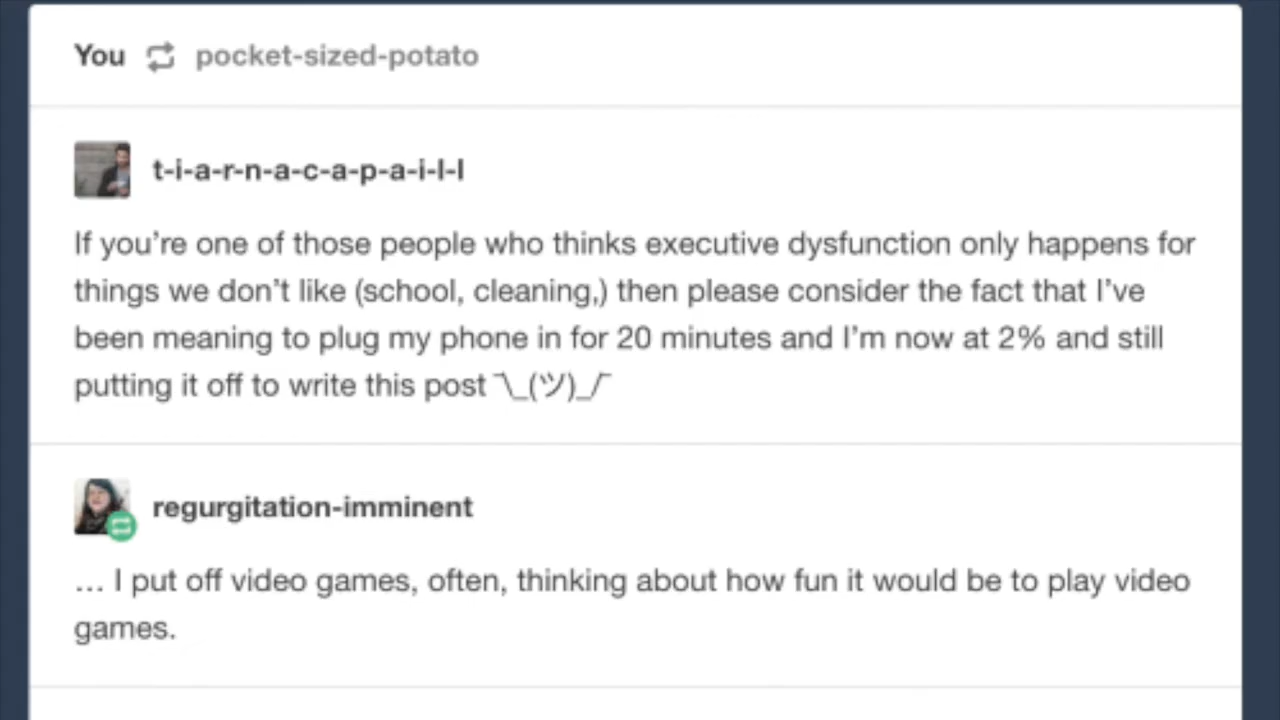 You pocket-sized-potato
t-i-a-r-n-a-c-a-p-a-i-l-l
If you’re one of those people who thinks executive dysfunction only happens for
things we don’t like (school, cleaning,) then please consider the fact that I’ve
been meaning to plug my phone in for 20 minutes and I’m now at 2% and still
putting it off to write this post ¯\_(ツ)_/¯
regurgitation-imminent
... I put off video games, often, thinking about how fun it would be to play video
games.